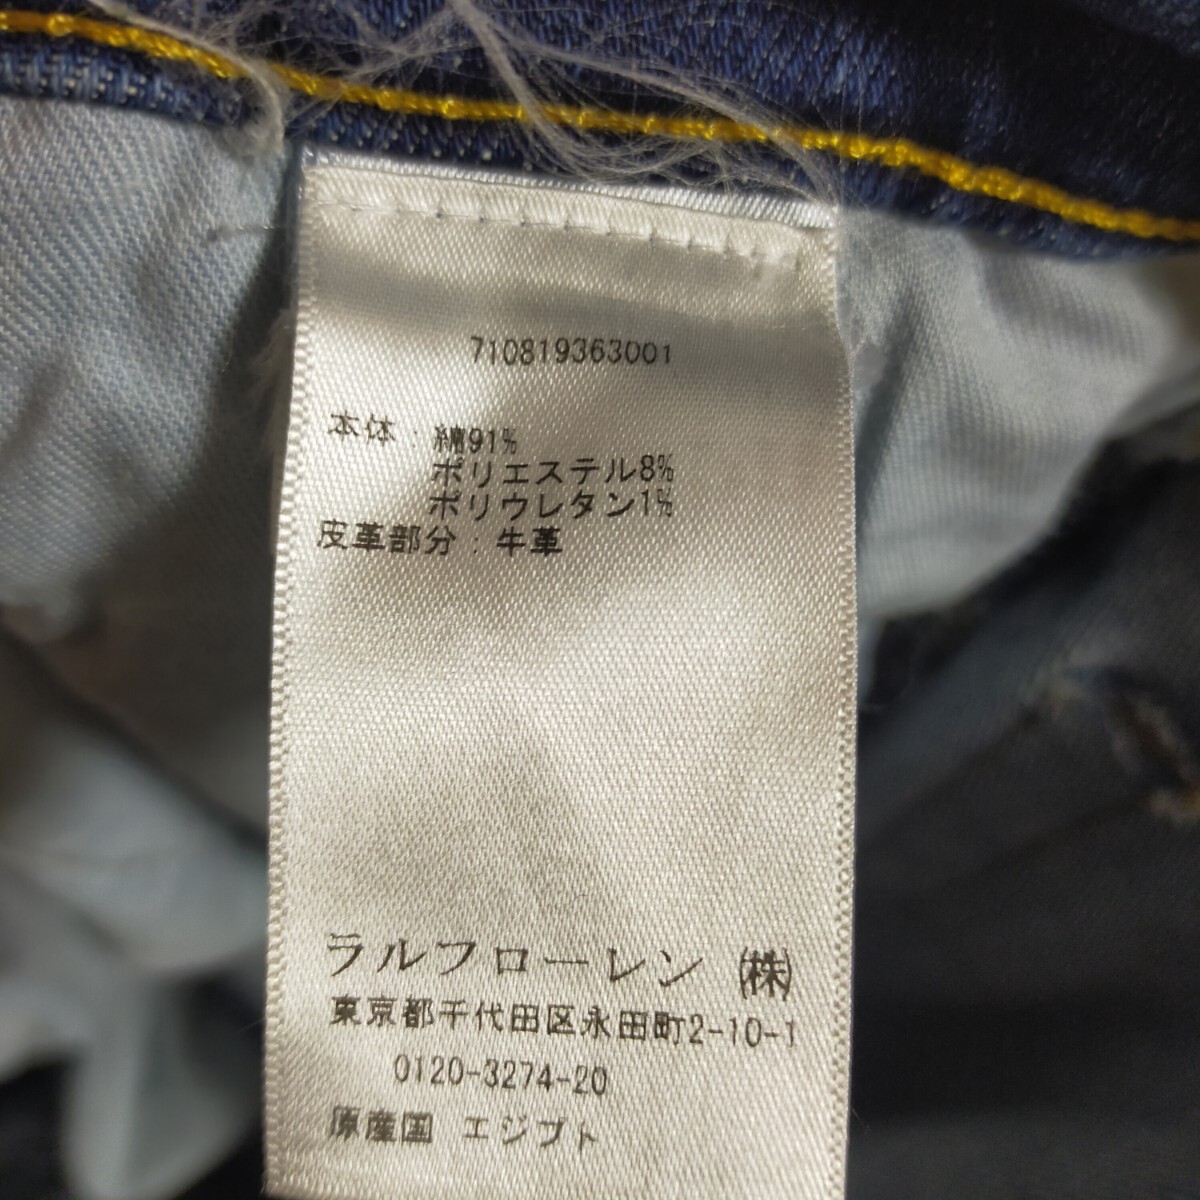 710819363001
本体：綿91%
ポリエステル8%
ポリウレタン1%
皮革部分：牛革
ラルフローレン ㈱
東京都千代田区永田町2-10-1
0120-3274-20
原産国 エジプト